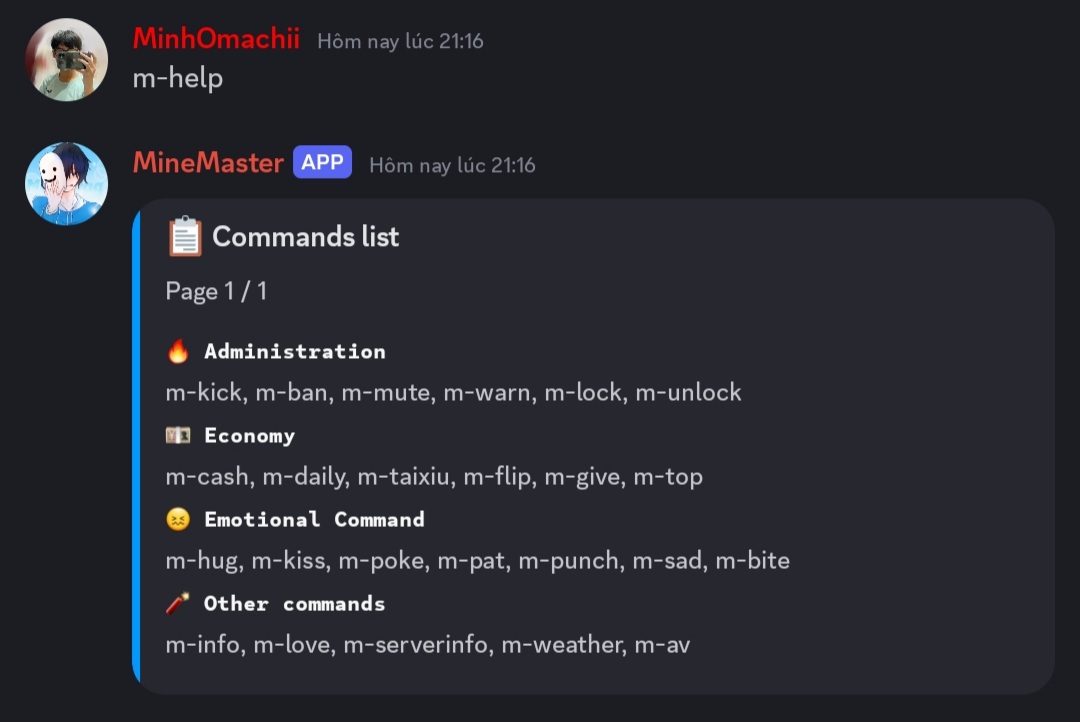 MinhOmachii Hôm nay lúc 21:16
m-help
MineMaster APP Hôm nay lúc 21:16
Commands list
Page 1 / 1
Administration
m-kick, m-ban, m-mute, m-warn, m-lock, m-unlock
Economy
m-cash, m-daily, m-taixiu, m-flip, m-give, m-top
Emotional Command
m-hug, m-kiss, m-poke, m-pat, m-punch, m-sad, m-bite
Other commands
m-info, m-love, m-serverinfo, m-weather, m-av